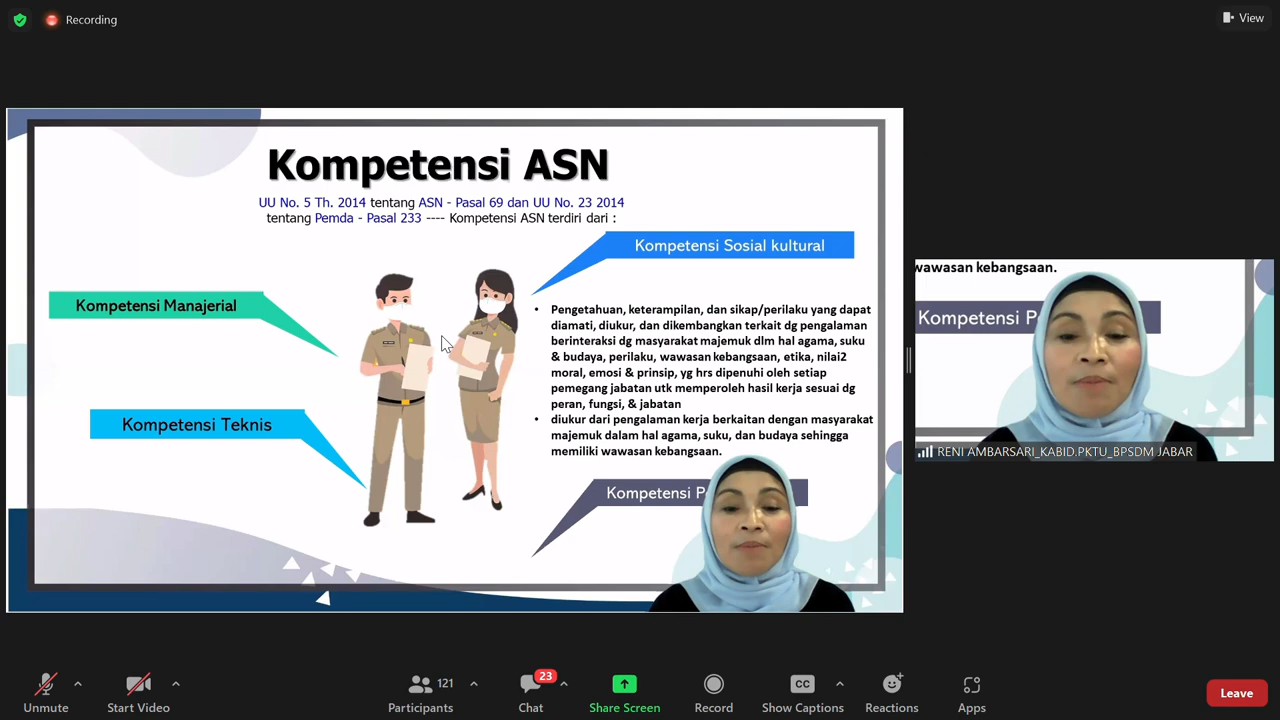 Recording
View
Kompetensi ASN
UU No. 5 Th. 2014 tentang ASN - Pasal 69 dan UU No. 23 2014
tentang Pemda - Pasal 233 ---- Kompetensi ASN terdiri dari :
Kompetensi Sosial kultural
Kompetensi Manajerial
• Pengetahuan, keterampilan, dan sikap/perilaku yang dapat
diamati, diukur, dan dikembangkan terkait dg pengalaman
berinteraksi dg masyarakat majemuk dlm hal agama, suku
& budaya, perilaku, wawasan kebangsaan, etika, nilai2
moral, emosi & prinsip, yg hrs dipenuhi oleh setiap
pemegang jabatan utk memperoleh hasil kerja sesuai dg
peran, fungsi, & jabatan
• diukur dari pengalaman kerja berkaitan dengan masyarakat
majemuk dalam hal agama, suku, dan budaya sehingga
memiliki wawasan kebangsaan.
Kompetensi Teknis
Kompetensi
wawasan kebangsaan.
Kompetensi
RENI AMBARSARI_KABID.PKTU_BPSDM JABAR
Unmute
Start Video
Participants
121
Chat
23
Share Screen
Record
CC
Show Captions
Reactions
Apps
Leave